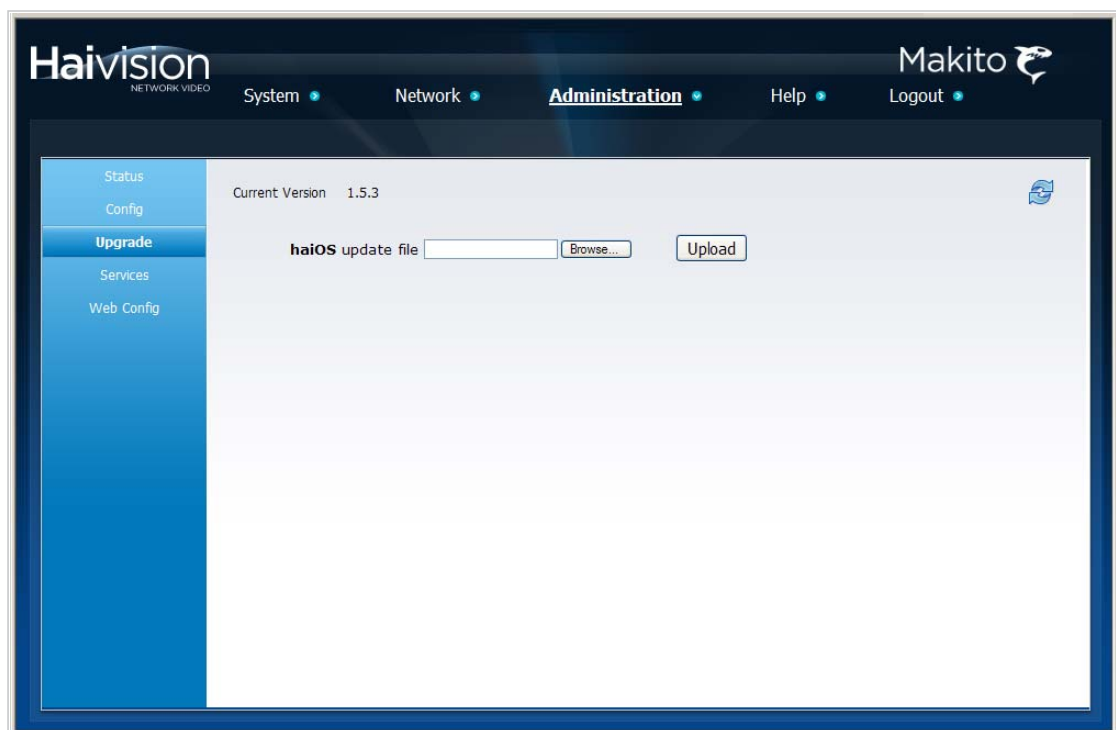 Haivision
NETWORK VIDEO
Makito
System
Network
Administration
Help
Logout
Status
Config
Upgrade
Services
Web Config
Current Version 1.5.3
haiOS update file Browse... Upload